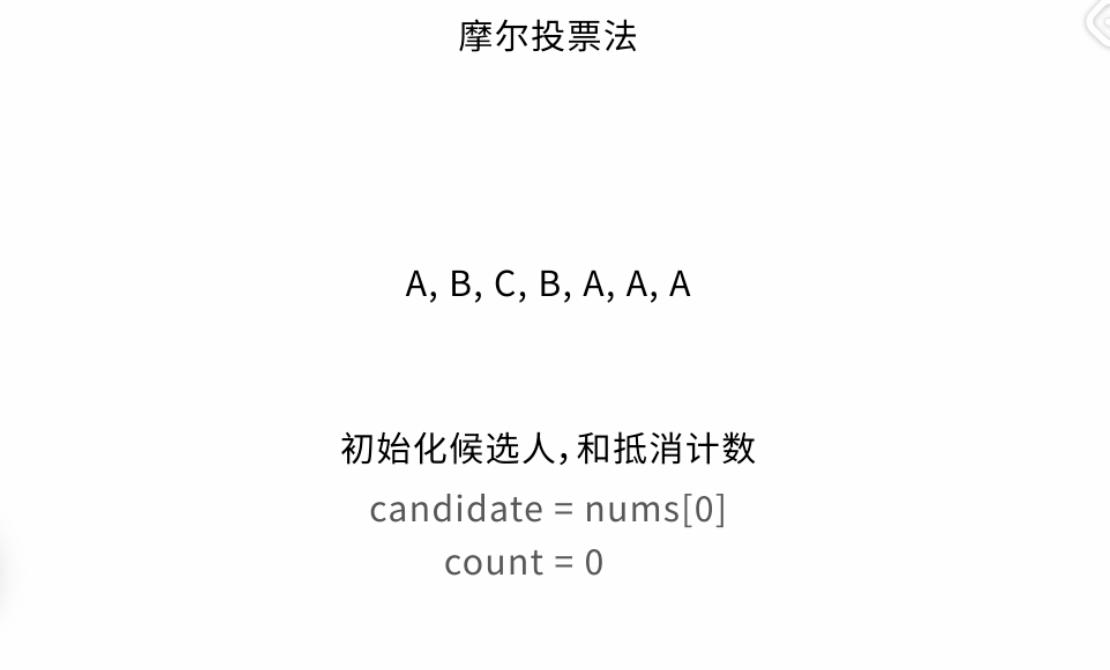 摩尔投票法
A, B, C, B, A, A, A
初始化候选人,和抵消计数
candidate = nums[0]
count = 0